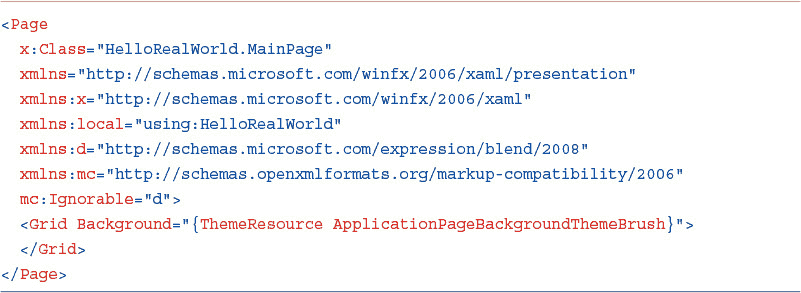 <Page
x:Class="HelloRealWorld.MainPage"
xmlns="http://schemas.microsoft.com/winfx/2006/xaml/presentation"
xmlns:x="http://schemas.microsoft.com/winfx/2006/xaml"
xmlns:local="using:HelloRealWorld"
xmlns:d="http://schemas.microsoft.com/expression/blend/2008"
xmlns:mc="http://schemas.openxmlformats.org/markup-compatibility/2006"
mc:Ignorable="d">
<Grid Background="{ThemeResource ApplicationPageBackgroundThemeBrush}">
</Grid>
</Page>